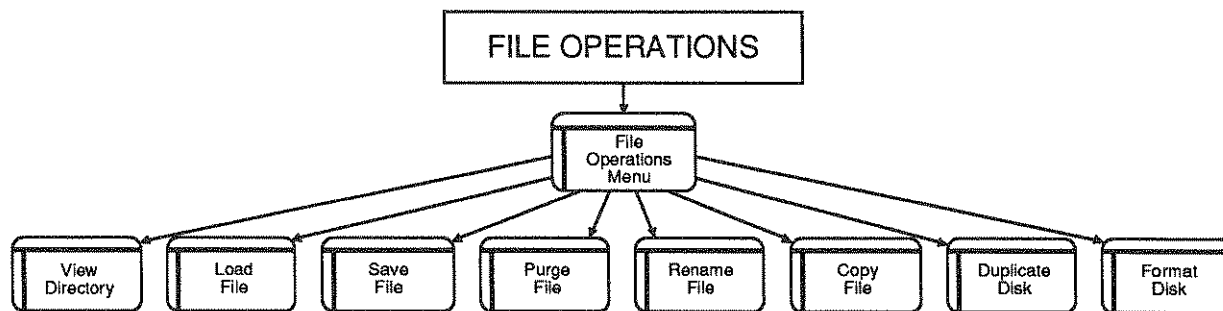 FILE OPERATIONS
File
Operations
Menu
View
Directory
Load
File
Save
File
Purge
File
Rename
File
Copy
File
Duplicate
Disk
Format
Disk